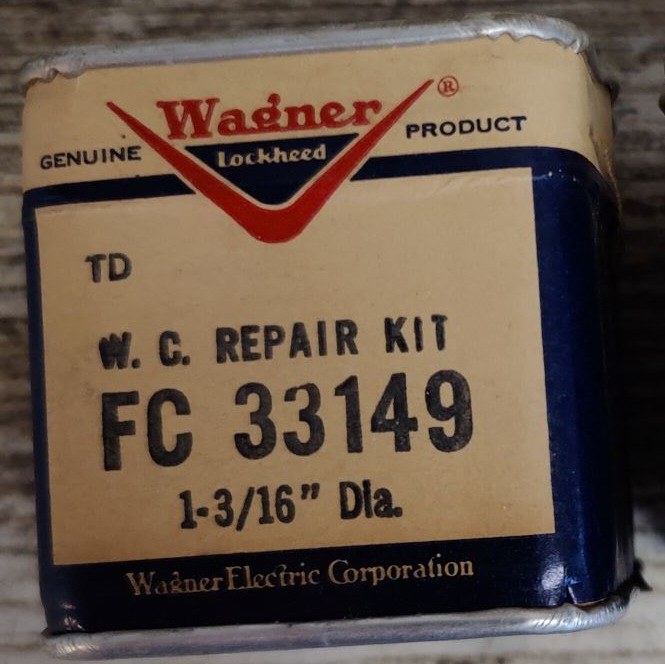 Wagner ®
GENUINE Lockheed PRODUCT
TD
W. C. REPAIR KIT
FC 33149
1-3/16" Dia.
Wagner Electric Corporation